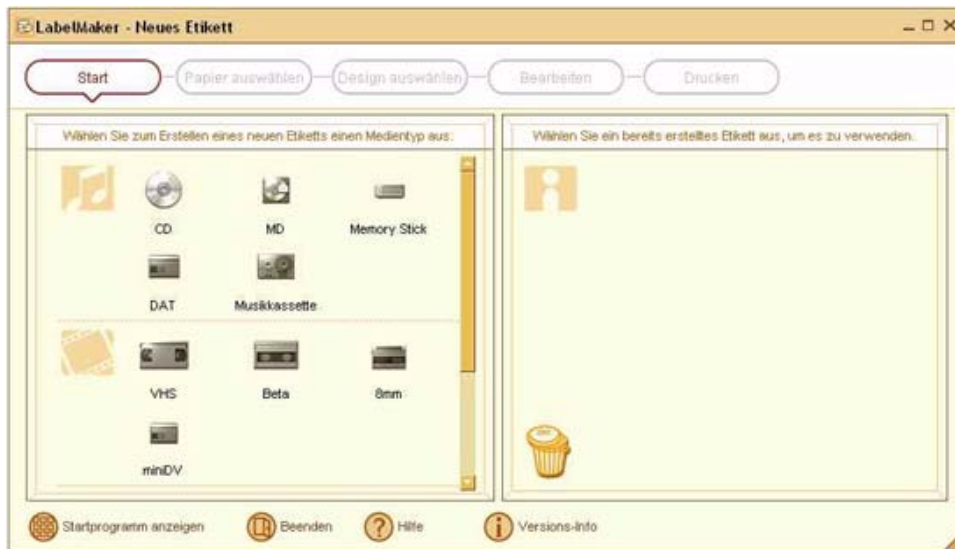 LabelMaker - Neues Etikett
Start
Papier auswählen
Design auswählen
Bearbeiten
Drucken
Wählen Sie zum Erstellen eines neuen Etiketts einen Medientyp aus:
CD
MD
Memory Stick
DAT
Musikkassette
VHS
Beta
8mm
miniDV
Wählen Sie ein bereits erstelltes Etikett aus, um es zu verwenden.
Startprogramm anzeigen
Beenden
Hilfe
Versions-Info